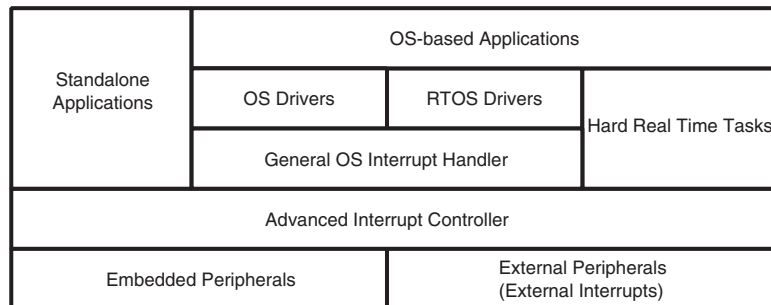 OS-based Applications
Standalone
Applications
OS Drivers
RTOS Drivers
Hard Real Time Tasks
General OS Interrupt Handler
Advanced Interrupt Controller
Embedded Peripherals
External Peripherals
(External Interrupts)